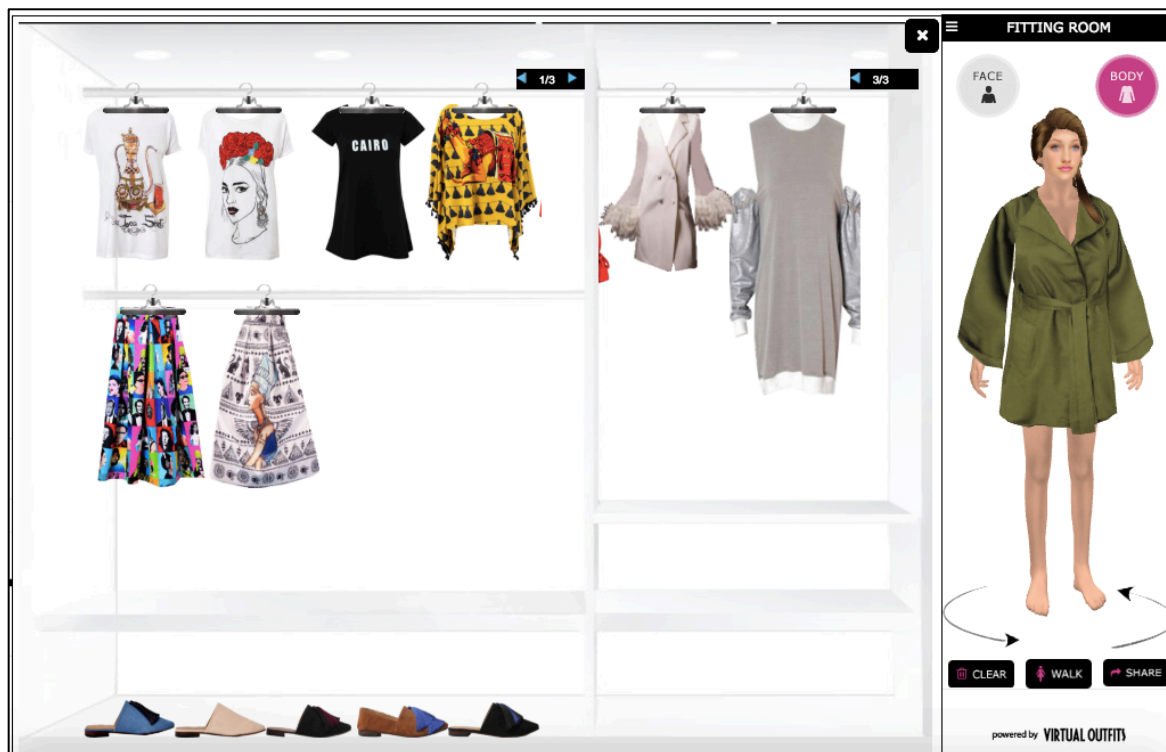 FITTING ROOM
1/3
3/3
FACE
BODY
CAIRO
CLEAR
WALK
SHARE
powered by VIRTUAL OUTFITS